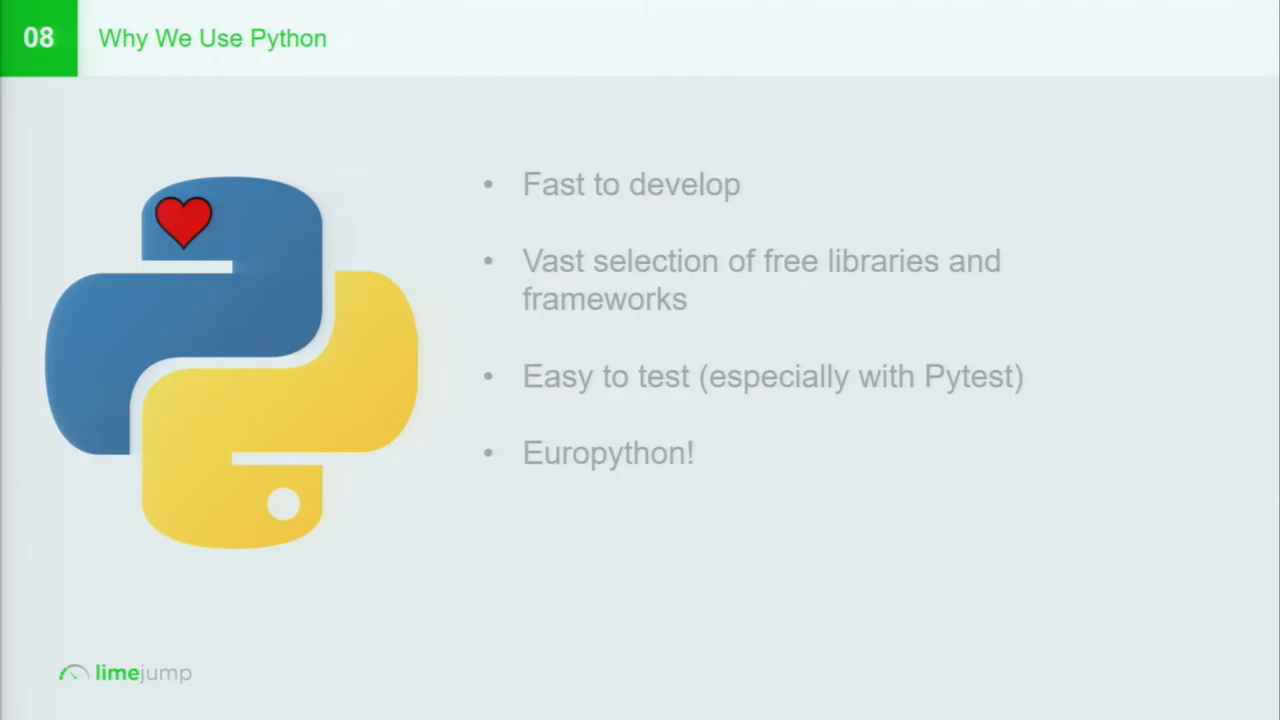 08
Why We Use Python
• Fast to develop
• Vast selection of free libraries and
frameworks
• Easy to test (especially with Pytest)
• Europython!
limejump